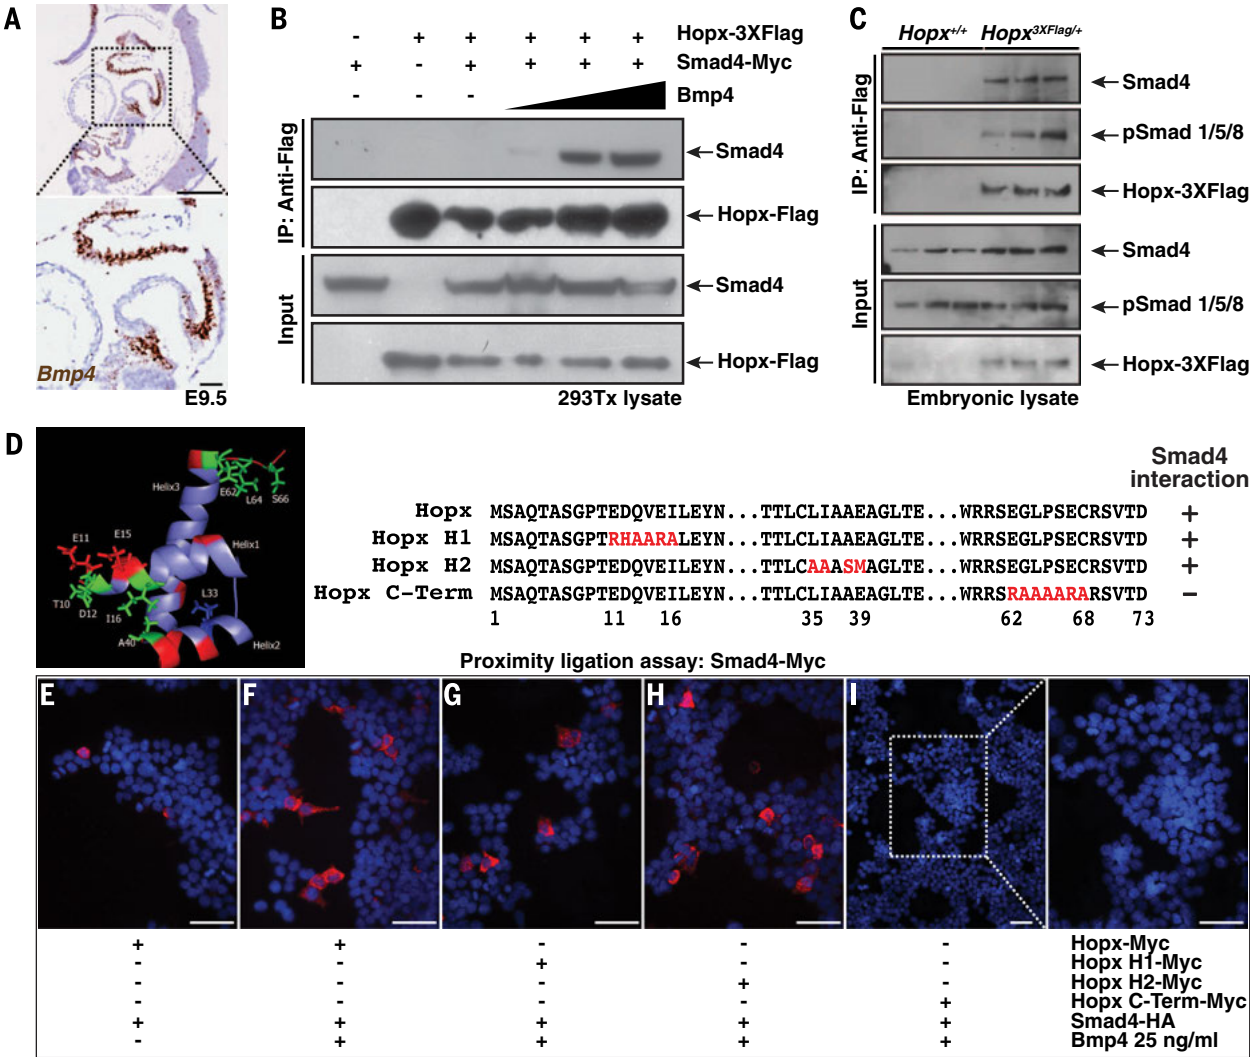 A
Bmp4
E9.5
B
- + + + + + Hopx-3XFlag
+ - + + + + Smad4-Myc
- - - Bmp4
IP: Anti-Flag
Smad4
Hopx-Flag
Input
Smad4
Hopx-Flag
293Tx lysate
C
Hopx+/+ Hopx3XFlag/+
IP: Anti-Flag
Smad4
pSmad 1/5/8
Hopx-3XFlag
Input
Smad4
pSmad 1/5/8
Hopx-3XFlag
Embryonic lysate
D
Helix3
E62
L64
S66
E11
E15
Helix1
T10
D12
I16
L33
A40
Helix2
Smad4
interaction
Hopx MSAQTASGPTEDQVEILEYN...TTLCLIAAEAGLTE...WRRSEGLPSECRSVTD +
Hopx H1 MSAQTASGPTRHAARALEYN...TTLCLIAAEAGLTE...WRRSEGLPSECRSVTD +
Hopx H2 MSAQTASGPTEDQVEILEYN...TTLCAAASMAGLTE...WRRSEGLPSECRSVTD +
Hopx C-Term MSAQTASGPTEDQVEILEYN...TTLCLIAAEAGLTE...WRRSRAAAARARSVTD -
1 11 16 35 39 62 68 73
Proximity ligation assay: Smad4-Myc
E F G H I
+ + - - - Hopx-Myc
- - + - - Hopx H1-Myc
- - - + - Hopx H2-Myc
- - - - + Hopx C-Term-Myc
+ + + + + Smad4-HA
- + + + + Bmp4 25 ng/ml